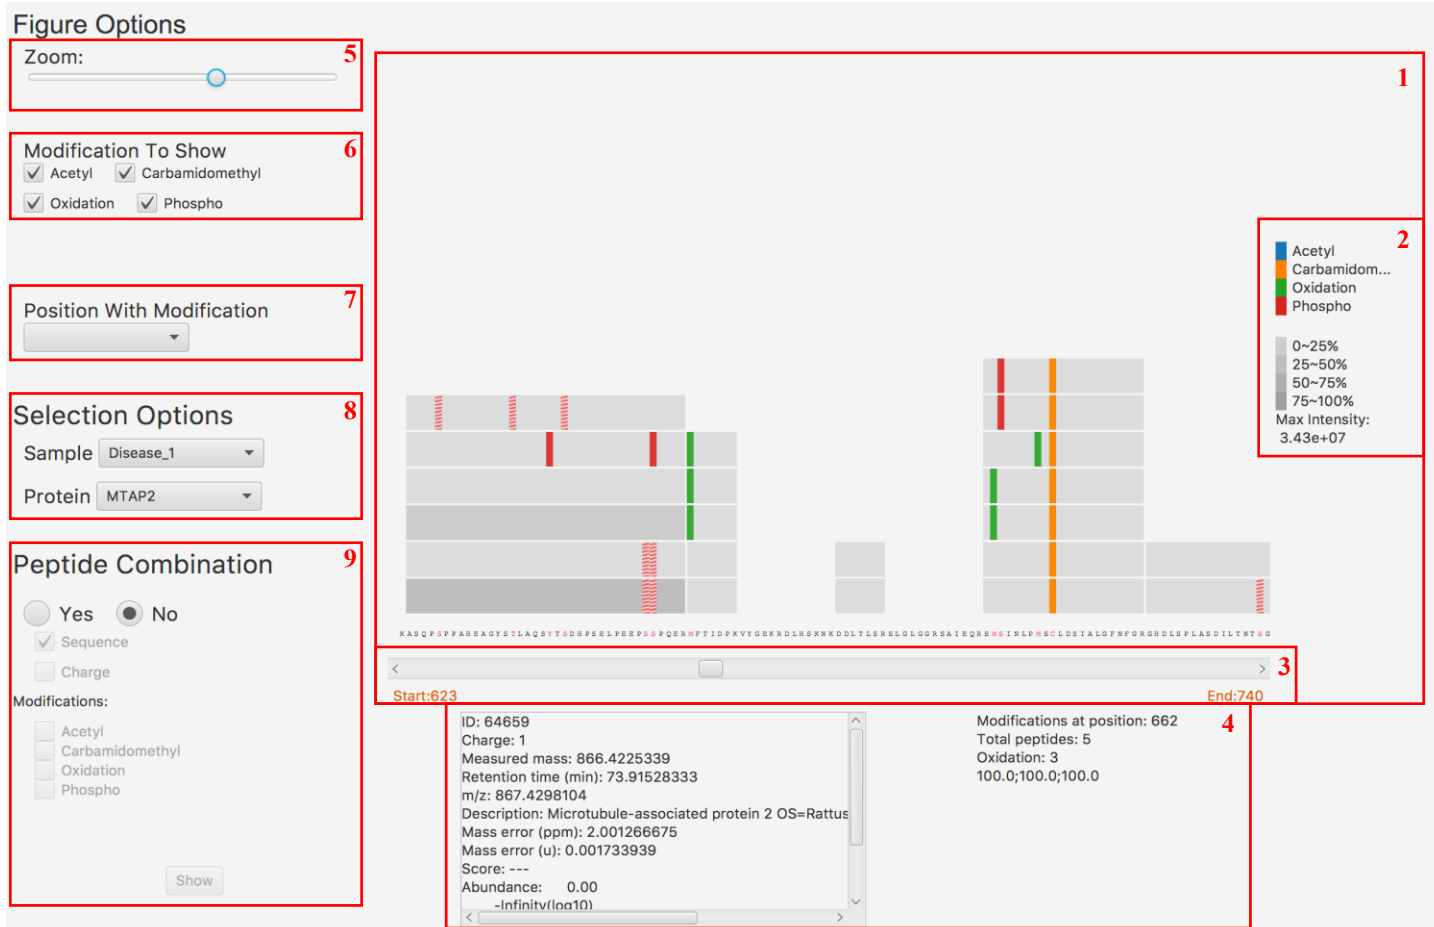 Figure Options
Zoom:
5
Modification To Show
6
Acetyl
Carbamidomethyl
Oxidation
Phospho
Position With Modification
7
Selection Options
8
Sample Disease_1
Protein MTAP2
Peptide Combination
9
Yes No
Sequence
Charge
Modifications:
Acetyl
Carbamidomethyl
Oxidation
Phospho
Show
1
2
Acetyl
Carbamidom...
Oxidation
Phospho
0~25%
25~50%
50~75%
75~100%
Max Intensity:
3.43e+07
KASQPSPPAHEAGYSTLAQSYTSDHPSELPEEPSSPQERMFTIDPKVYGEKRDLHSKNKDDLTLSRSLGLGGRSAIEQRSMSINLPMSCLDSIALGFNFGRGHDLSPLASDILTNTSG
3
Start:623 End:740
4
ID: 64659
Charge: 1
Measured mass: 866.4225339
Retention time (min): 73.91528333
m/z: 867.4298104
Description: Microtubule-associated protein 2 OS=Rattus
Mass error (ppm): 2.001266675
Mass error (u): 0.001733939
Score: ---
Abundance: 0.00
-Infinity(log10)
Modifications at position: 662
Total peptides: 5
Oxidation: 3
100.0;100.0;100.0